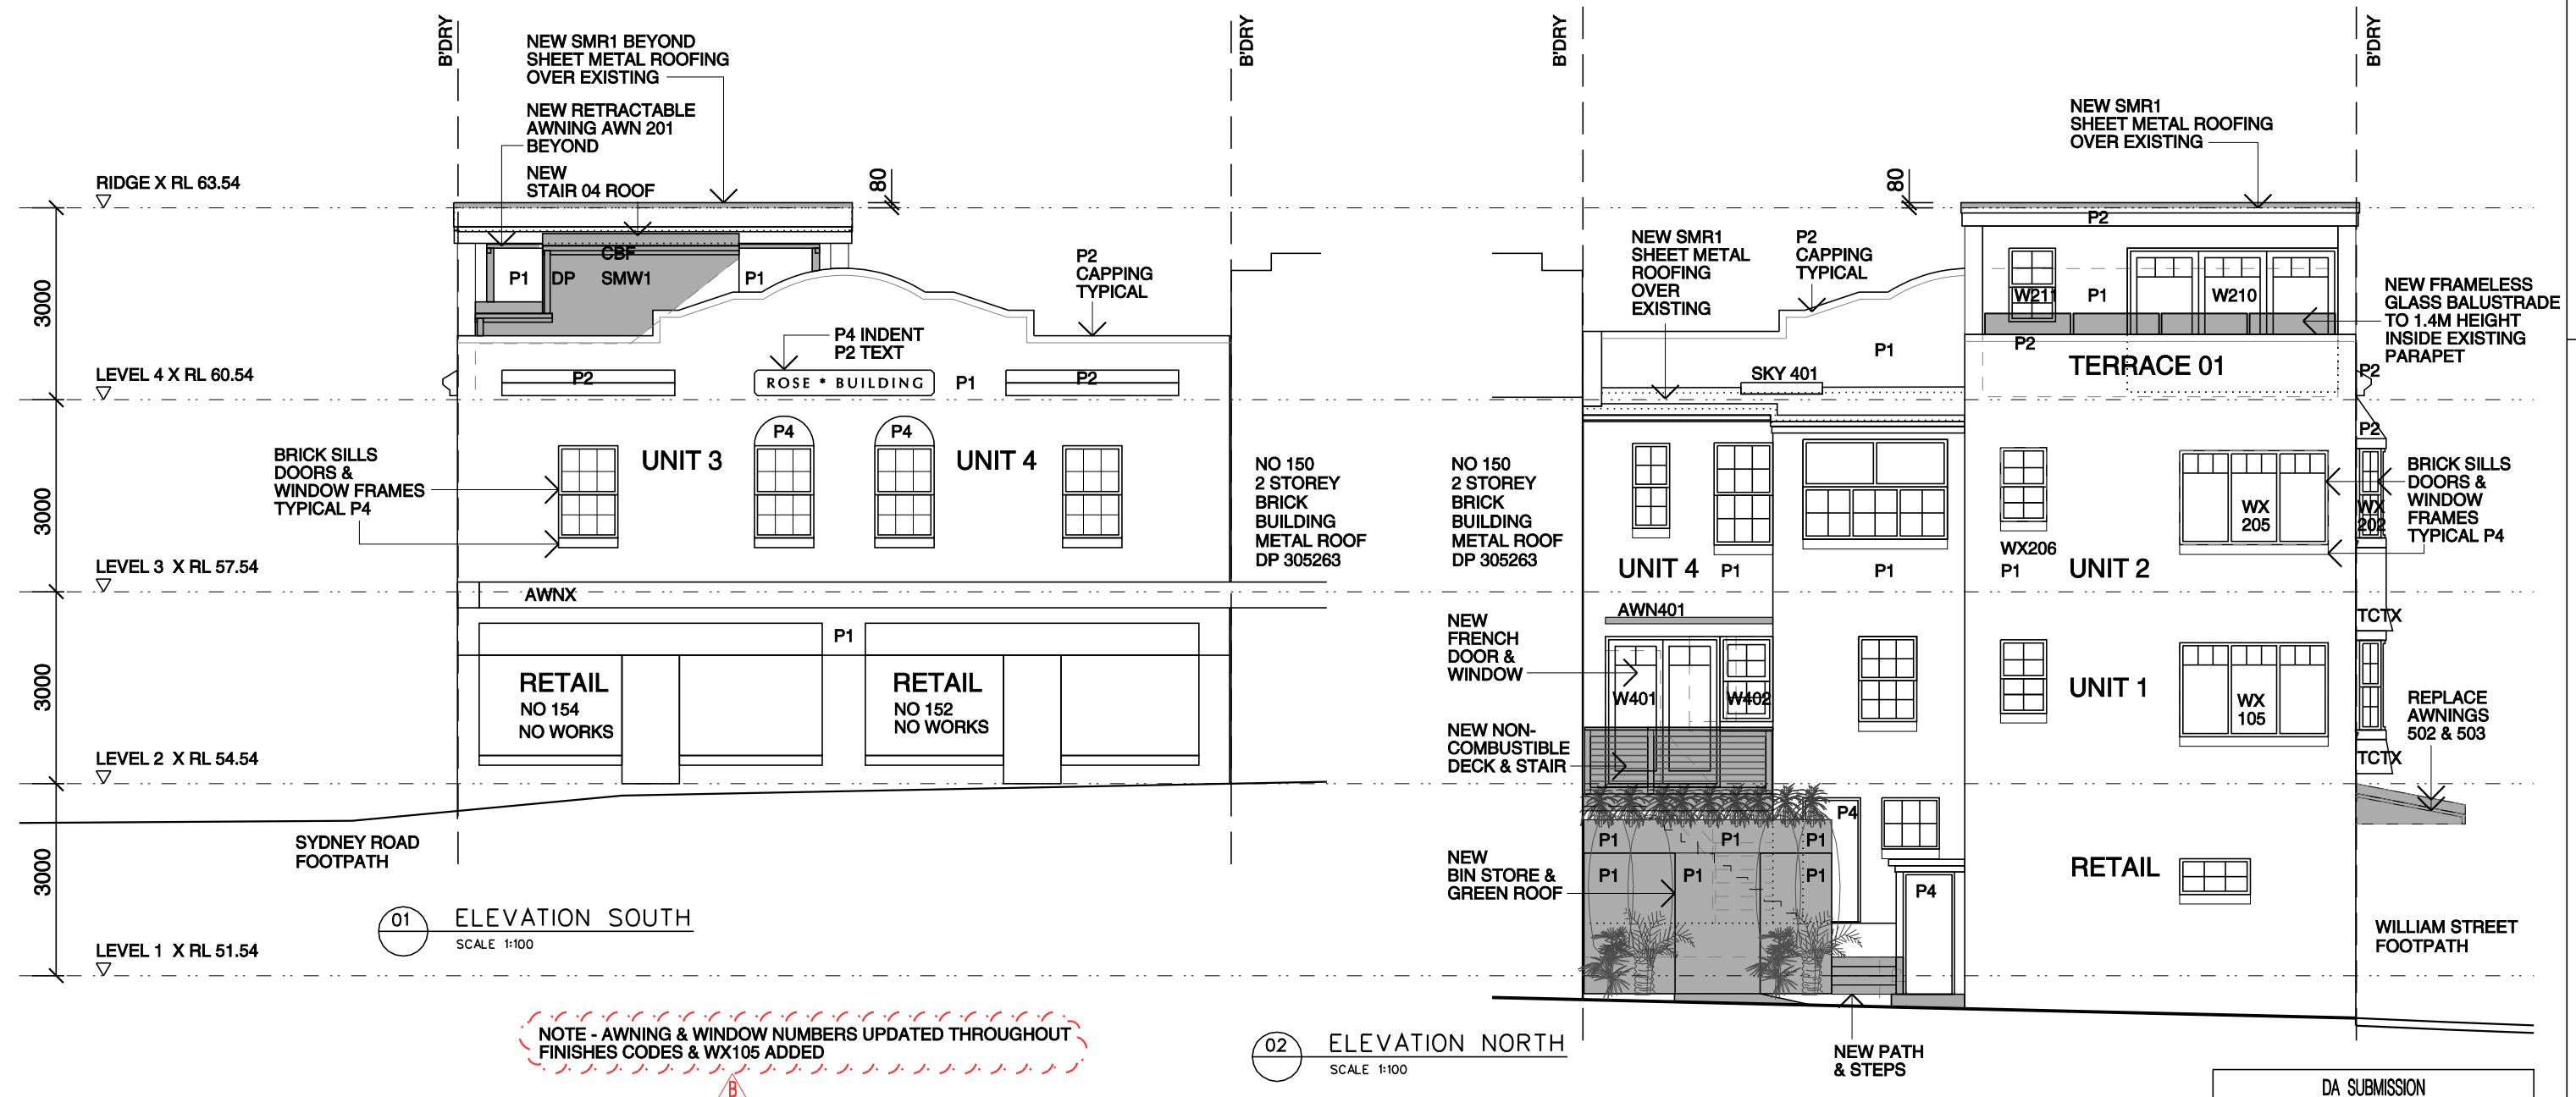 B'DRY
B'DRY
B'DRY
B'DRY
NEW SMR1 BEYOND
SHEET METAL ROOFING
OVER EXISTING
NEW RETRACTABLE
AWNING AWN 201
BEYOND
NEW
STAIR 04 ROOF
RIDGE X RL 63.54
LEVEL 4 X RL 60.54
LEVEL 3 X RL 57.54
LEVEL 2 X RL 54.54
LEVEL 1 X RL 51.54
3000
3000
3000
3000
80
CBF
P1
DP
SMW1
P1
P2
CAPPING
TYPICAL
P4 INDENT
P2 TEXT
P2
ROSE * BUILDING
P1
P2
P4
P4
UNIT 3
UNIT 4
BRICK SILLS
DOORS &
WINDOW FRAMES
TYPICAL P4
NO 150
2 STOREY
BRICK
BUILDING
METAL ROOF
DP 305263
AWNX
P1
RETAIL
NO 154
NO WORKS
RETAIL
NO 152
NO WORKS
SYDNEY ROAD
FOOTPATH
01
ELEVATION SOUTH
SCALE 1:100
NOTE - AWNING & WINDOW NUMBERS UPDATED THROUGHOUT
FINISHES CODES & WX105 ADDED
B
NEW SMR1
SHEET METAL ROOFING
OVER EXISTING
80
P2
NEW SMR1
SHEET METAL
ROOFING
OVER
EXISTING
P2
CAPPING
TYPICAL
W211
P1
W210
NEW FRAMELESS
GLASS BALUSTRADE
TO 1.4M HEIGHT
INSIDE EXISTING
PARAPET
P2
P1
TERRACE 01
SKY 401
P2
P2
NO 150
2 STOREY
BRICK
BUILDING
METAL ROOF
DP 305263
BRICK SILLS
DOORS &
WINDOW
FRAMES
TYPICAL P4
WX
205
WX
202
WX206
P1
UNIT 2
UNIT 4
P1
P1
AWN401
TCTX
NEW
FRENCH
DOOR &
WINDOW
W401
W402
UNIT 1
WX
105
REPLACE
AWNINGS
502 & 503
TCTX
NEW NON-
COMBUSTIBLE
DECK & STAIR
P4
P1
P1
P1
NEW
BIN STORE &
GREEN ROOF
P1
P1
P1
P4
RETAIL
WILLIAM STREET
FOOTPATH
02
ELEVATION NORTH
SCALE 1:100
NEW PATH
& STEPS
DA SUBMISSION